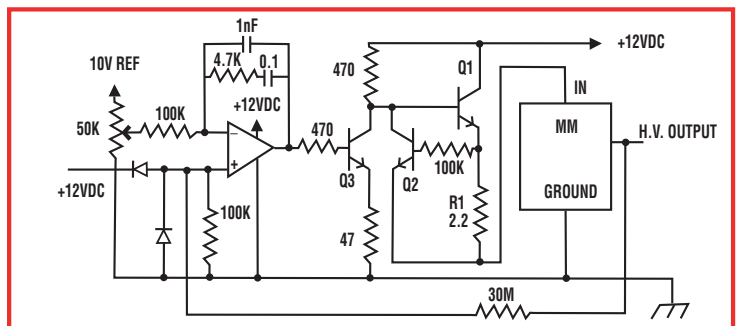 1nF
4.7K
0.1
10V REF
50K
100K
+12VDC
470
470
Q1
+12VDC
IN
MM
GROUND
H.V. OUTPUT
−
+
+12VDC
100K
Q3
Q2
100K
R1
2.2
47
30M